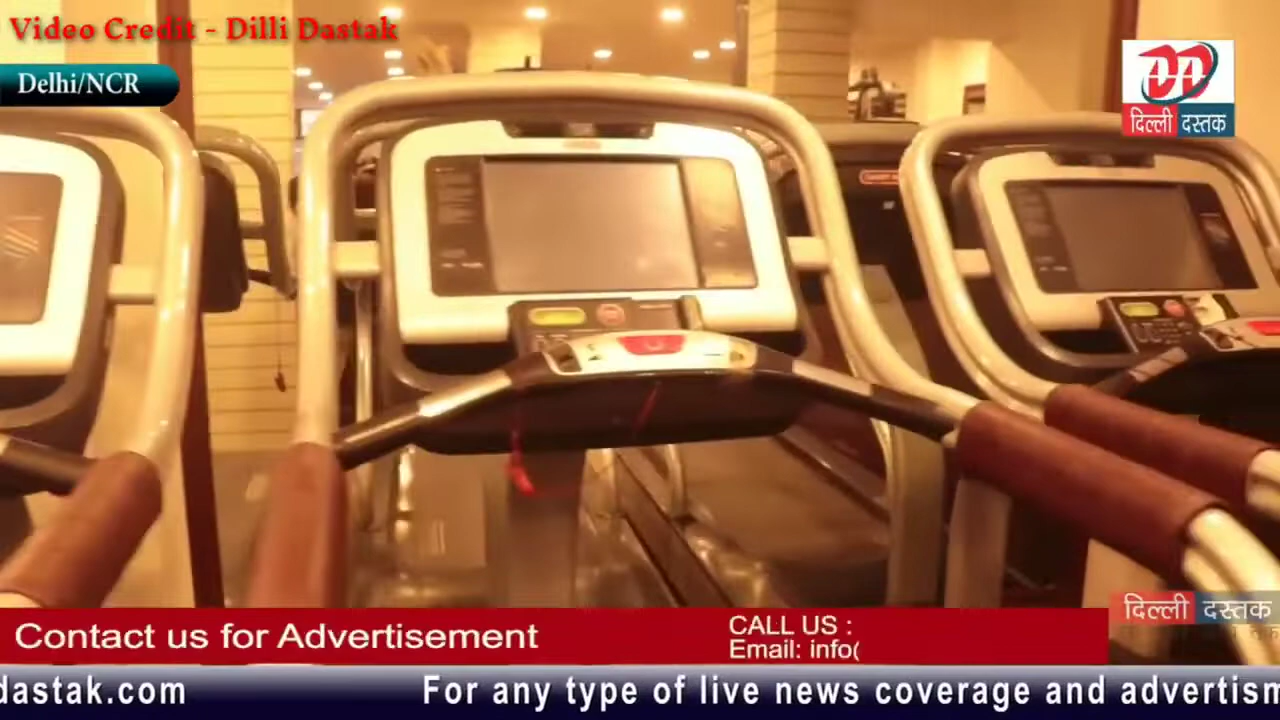 Video Credit - Dilli Dastak
Delhi/NCR
दिल्ली दस्तक
दिल्ली दस्तक
Contact us for Advertisement
CALL US :
Email: info(
dastak.com
For any type of live news coverage and advertism